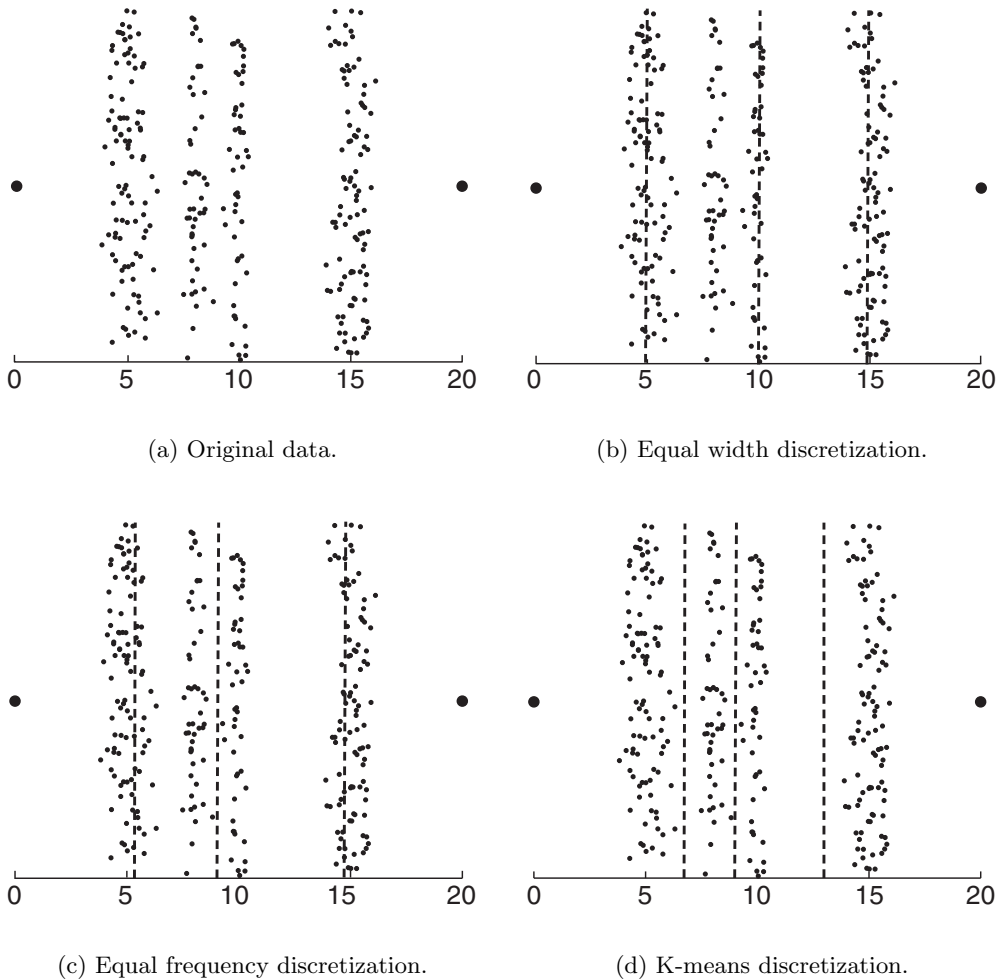 0 5 10 15 20
(a) Original data.
0 5 10 15 20
(b) Equal width discretization.
0 5 10 15 20
(c) Equal frequency discretization.
0 5 10 15 20
(d) K-means discretization.